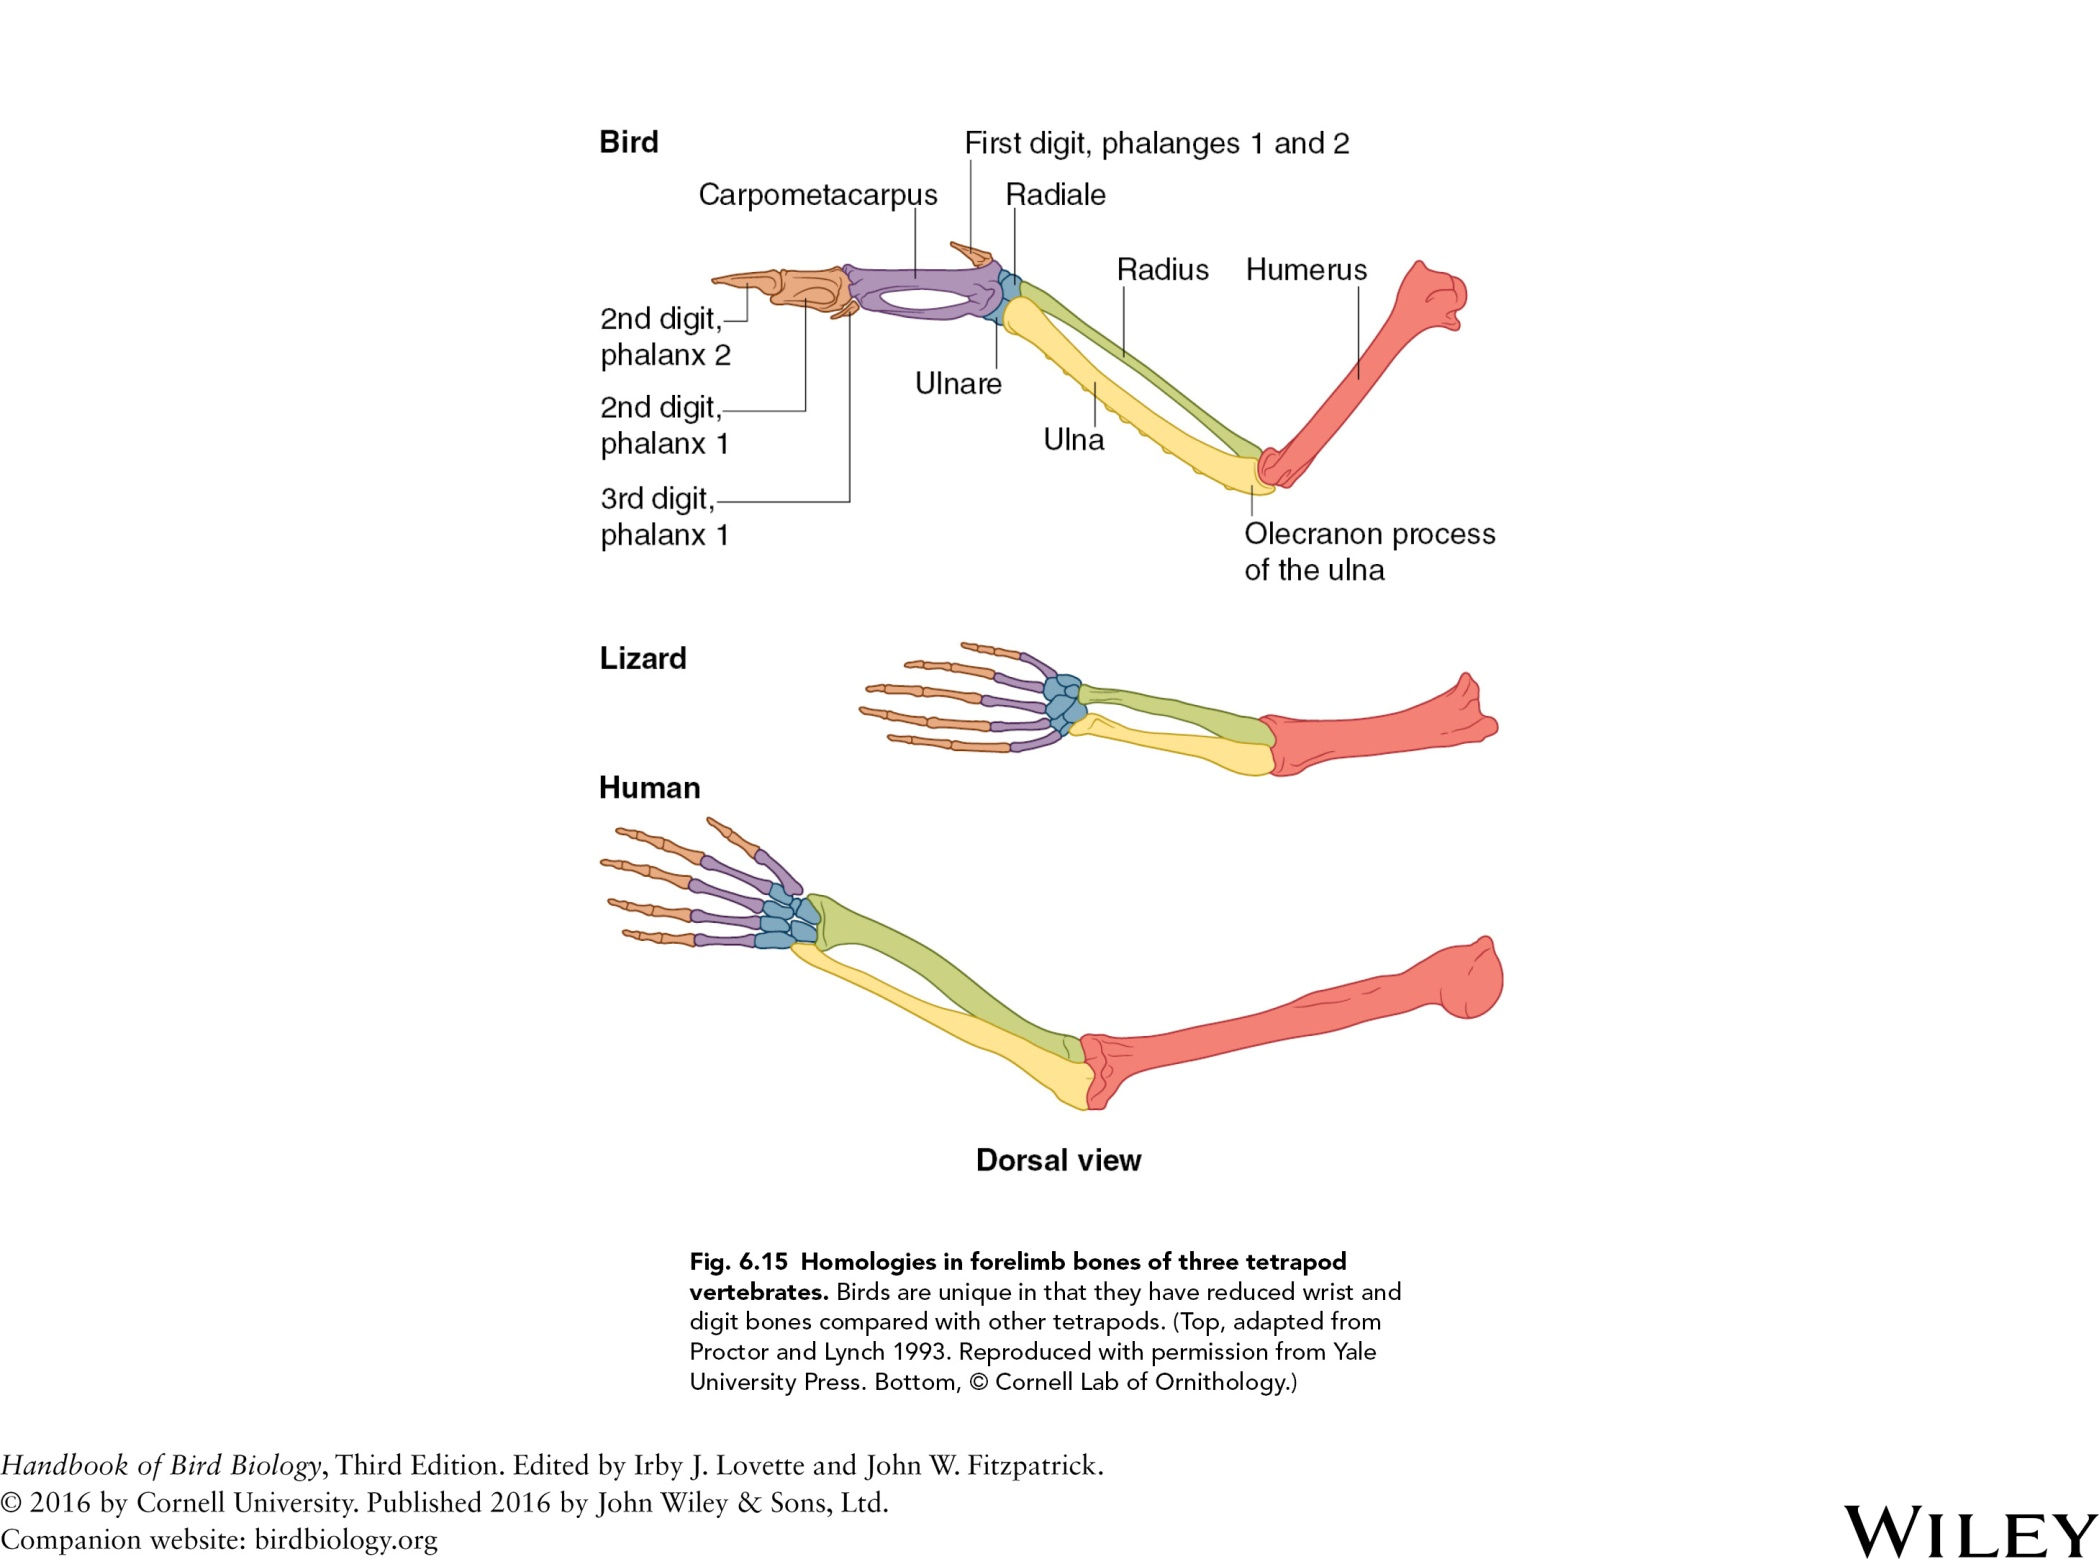 Bird
First digit, phalanges 1 and 2
Carpometacarpus
Radiale
Radius
Humerus
2nd digit,
phalanx 2
Ulnare
2nd digit,
phalanx 1
Ulna
3rd digit,
phalanx 1
Olecranon process
of the ulna
Lizard
Human
Dorsal view
Fig. 6.15 Homologies in forelimb bones of three tetrapod
vertebrates. Birds are unique in that they have reduced wrist and
digit bones compared with other tetrapods. (Top, adapted from
Proctor and Lynch 1993. Reproduced with permission from Yale
University Press. Bottom, © Cornell Lab of Ornithology.)
Handbook of Bird Biology, Third Edition. Edited by Irby J. Lovette and John W. Fitzpatrick.
© 2016 by Cornell University. Published 2016 by John Wiley & Sons, Ltd.
Companion website: birdbiology.org
WILEY